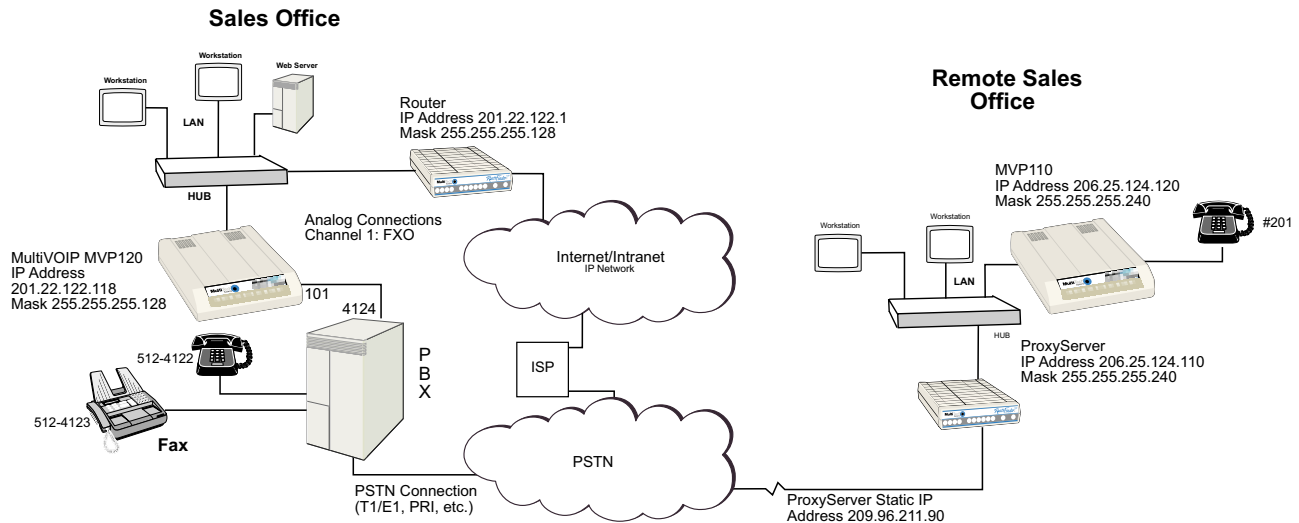 Sales Office
Workstation
Workstation
Web Server
LAN
HUB
Router
IP Address 201.22.122.1
Mask 255.255.255.128
Analog Connections
Channel 1: FXO
MultiVOIP MVP120
IP Address
201.22.122.118
Mask 255.255.255.128
Multi
101
4124
512-4122
512-4123
Fax
PBX
PSTN Connection
(T1/E1, PRI, etc.)
Internet/Intranet
IP Network
ISP
PSTN
Remote Sales
Office
MVP110
IP Address 206.25.124.120
Mask 255.255.255.240
#201
Workstation
Workstation
LAN
Multi
HUB
ProxyServer
IP Address 206.25.124.110
Mask 255.255.255.240
ProxyServer Static IP
Address 209.96.211.90